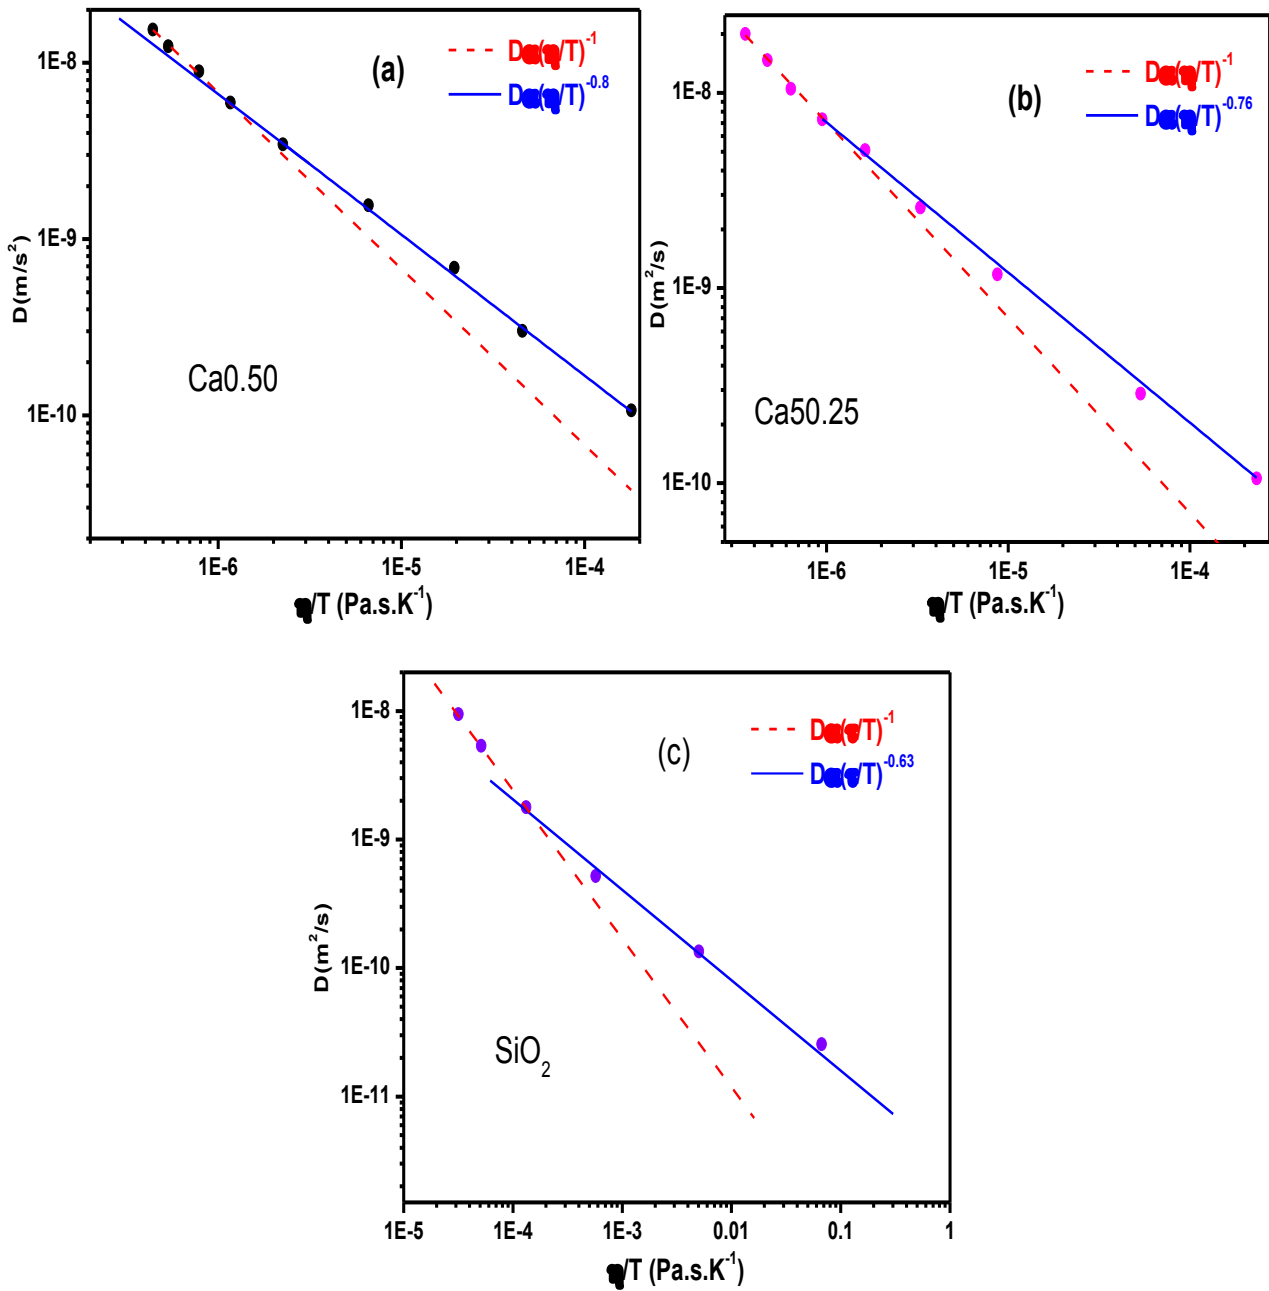 (a)
D(/T)⁻¹
D(/T)⁻⁰·⁸
1E-8
1E-9
1E-10
D(m/s²)
Ca0.50
1E-6 1E-5 1E-4
/T (Pa.s.K⁻¹)
(b)
D(/T)⁻¹
D(/T)⁻⁰·⁷⁶
1E-8
1E-9
1E-10
D(m²/s)
Ca50.25
1E-6 1E-5 1E-4
/T (Pa.s.K⁻¹)
(c)
D(/T)⁻¹
D(/T)⁻⁰·⁶³
1E-8
1E-9
1E-10
1E-11
D(m²/s)
SiO₂
1E-5 1E-4 1E-3 0.01 0.1 1
/T (Pa.s.K⁻¹)